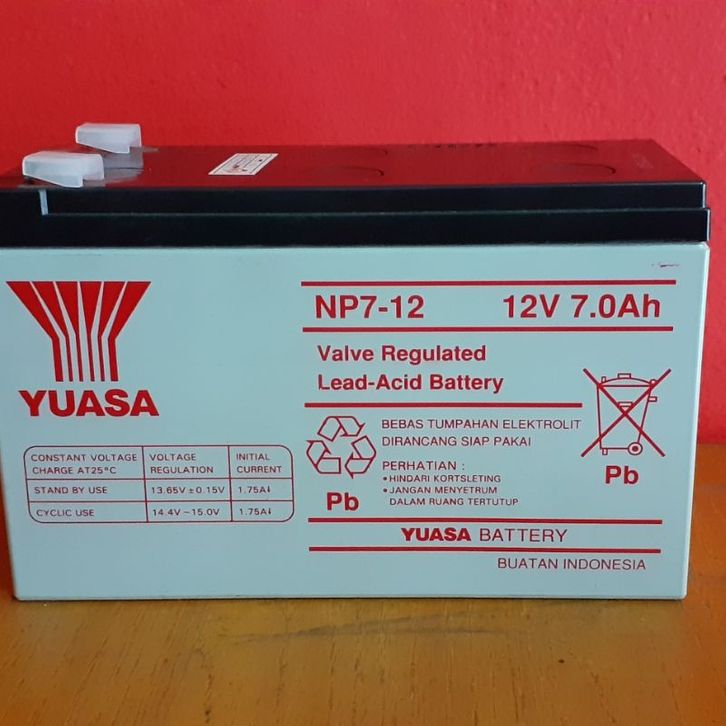 YUASA
NP7-12 12V 7.0Ah
Valve Regulated
Lead-Acid Battery
CONSTANT VOLTAGE CHARGE AT25°C VOLTAGE REGULATION INITIAL CURRENT
STAND BY USE 13.65V±0.15V 1.75A↓
CYCLIC USE 14.4V~15.0V 1.75A↓
BEBAS TUMPAHAN ELEKTROLIT
DIRANCANG SIAP PAKAI
PERHATIAN :
• HINDARI KORTSLETING
• JANGAN MENYETRUM
DALAM RUANG TERTUTUP
Pb
Pb
YUASA BATTERY
BUATAN INDONESIA